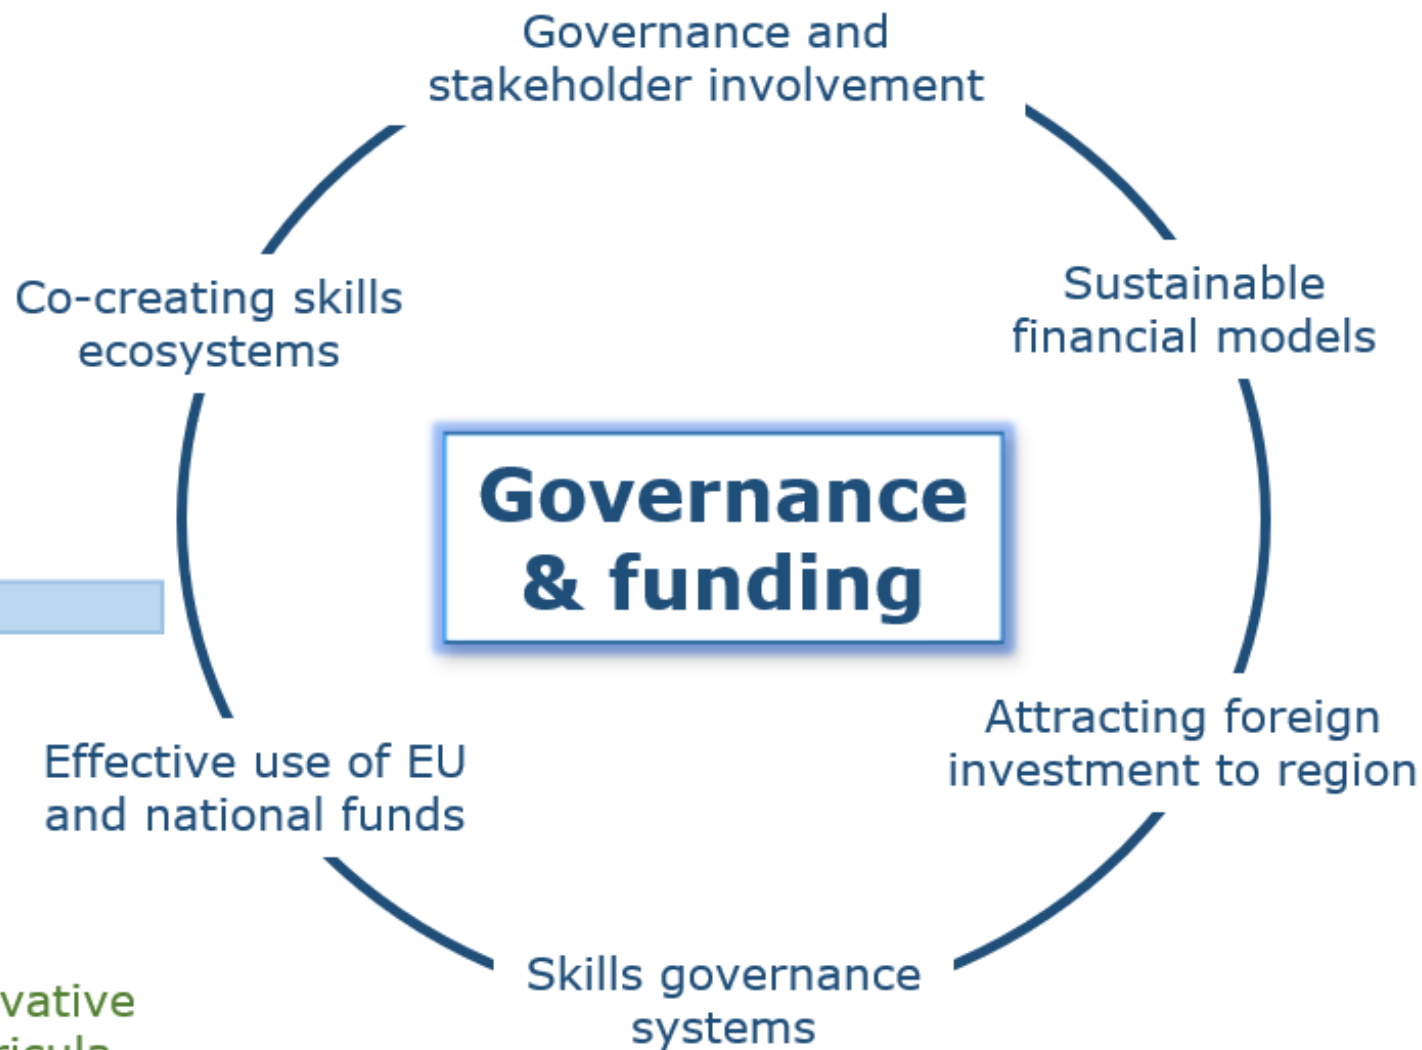 Governance and
stakeholder involvement
Co-creating skills
ecosystems
Sustainable
financial models
Governance
& funding
Attracting foreign
investment to region
Effective use of EU
and national funds
Skills governance
systems
vative